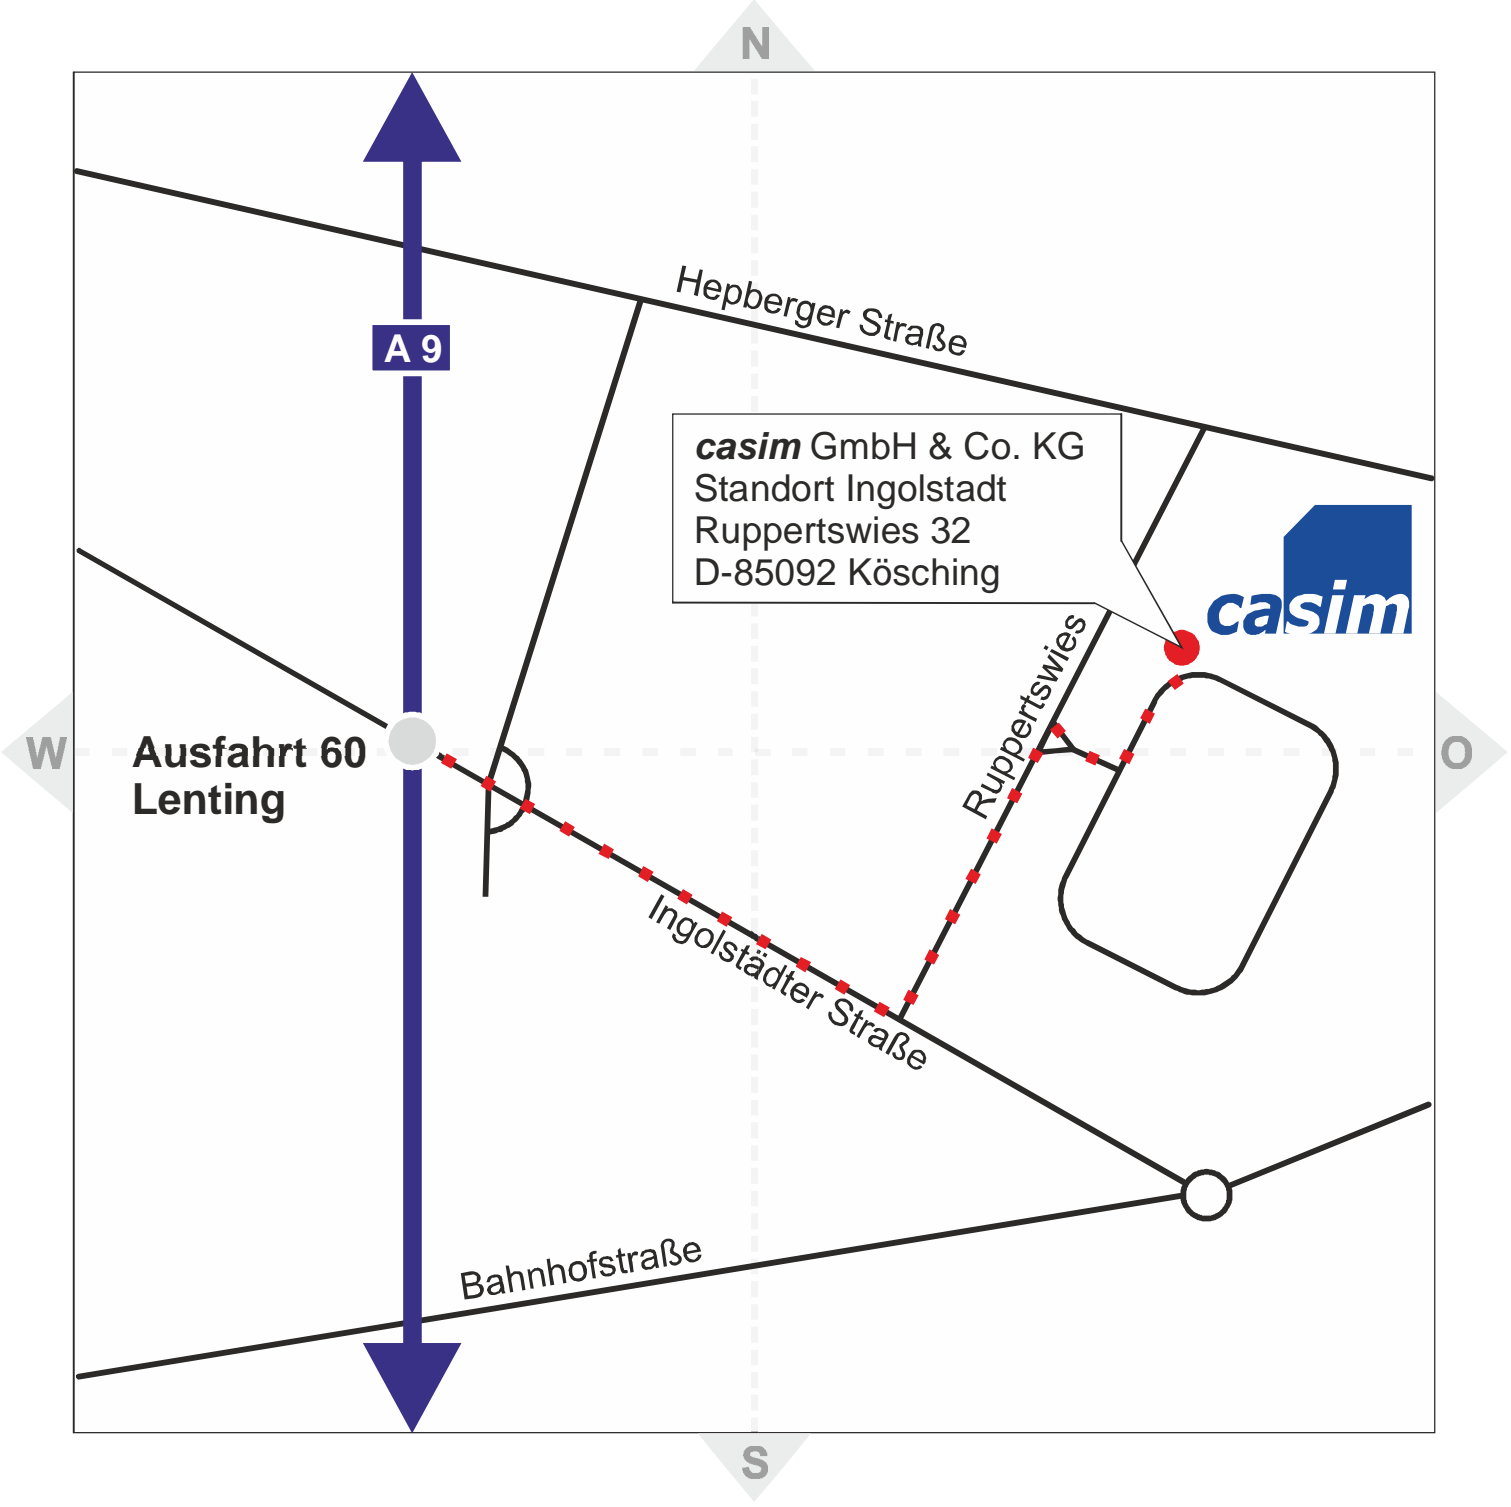 N
Hepberger Straße
A 9
casim GmbH & Co. KG
Standort Ingolstadt
Ruppertswies 32
D-85092 Kösching
casim
Ruppertswies
W
Ausfahrt 60
Lenting
O
Ingolstädter Straße
Bahnhofstraße
S